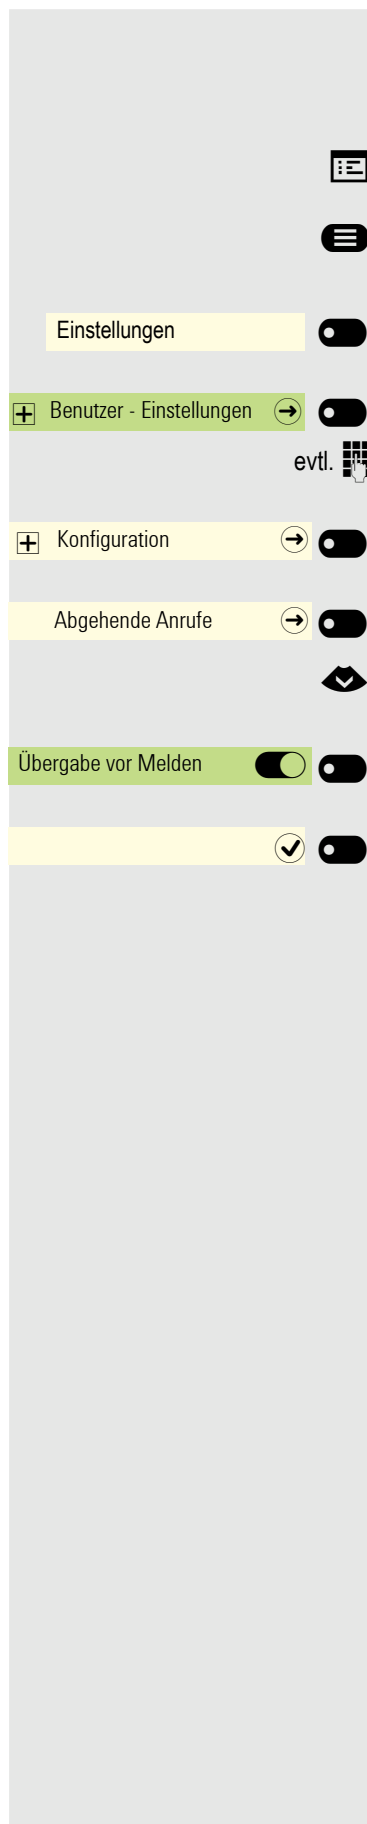 Einstellungen
Benutzer - Einstellungen
evtl.
Konfiguration
Abgehende Anrufe
Übergabe vor Melden